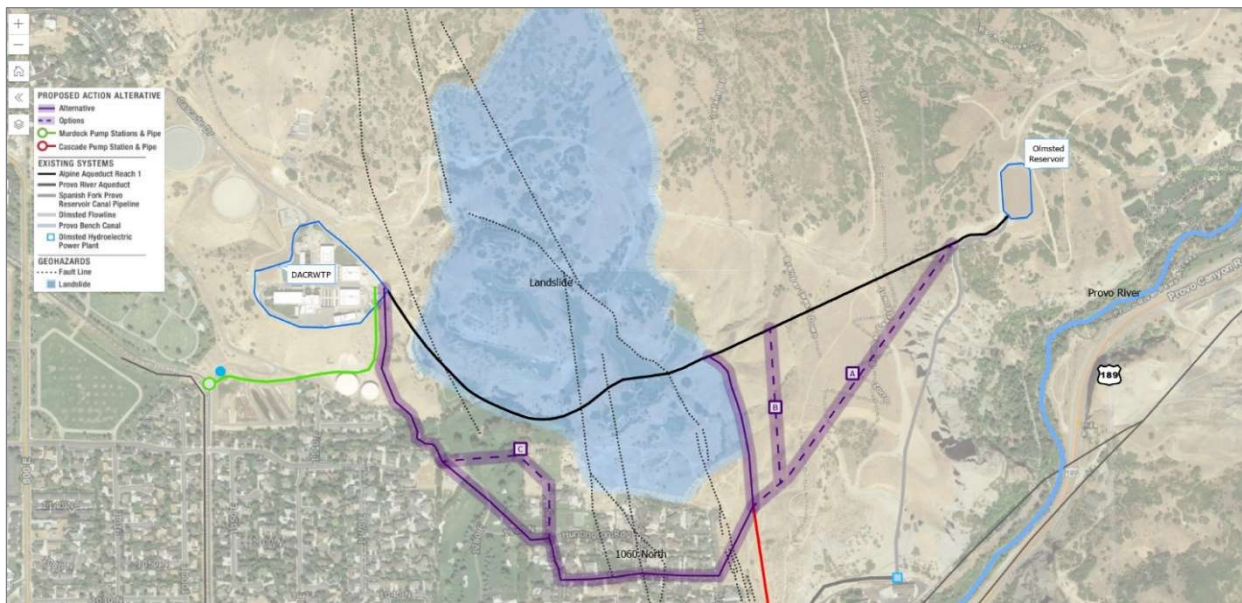 PROPOSED ACTION ALTERNATIVE
Alternative
Options
Murdock Pump Stations & Pipe
Cascade Pump Station & Pipe
EXISTING SYSTEMS
Alpine Aqueduct Reach 1
Provo River Aqueduct
Spanish Fork Provo
Reservoir Canal Pipeline
Olmsted Flowline
Provo Bench Canal
Olmsted Hydroelectric
Power Plant
GEOHAZARDS
Fault Line
Landslide
DACRWTP
Landslide
Olmsted
Reservoir
Provo River
189
A
B
C
1060 North